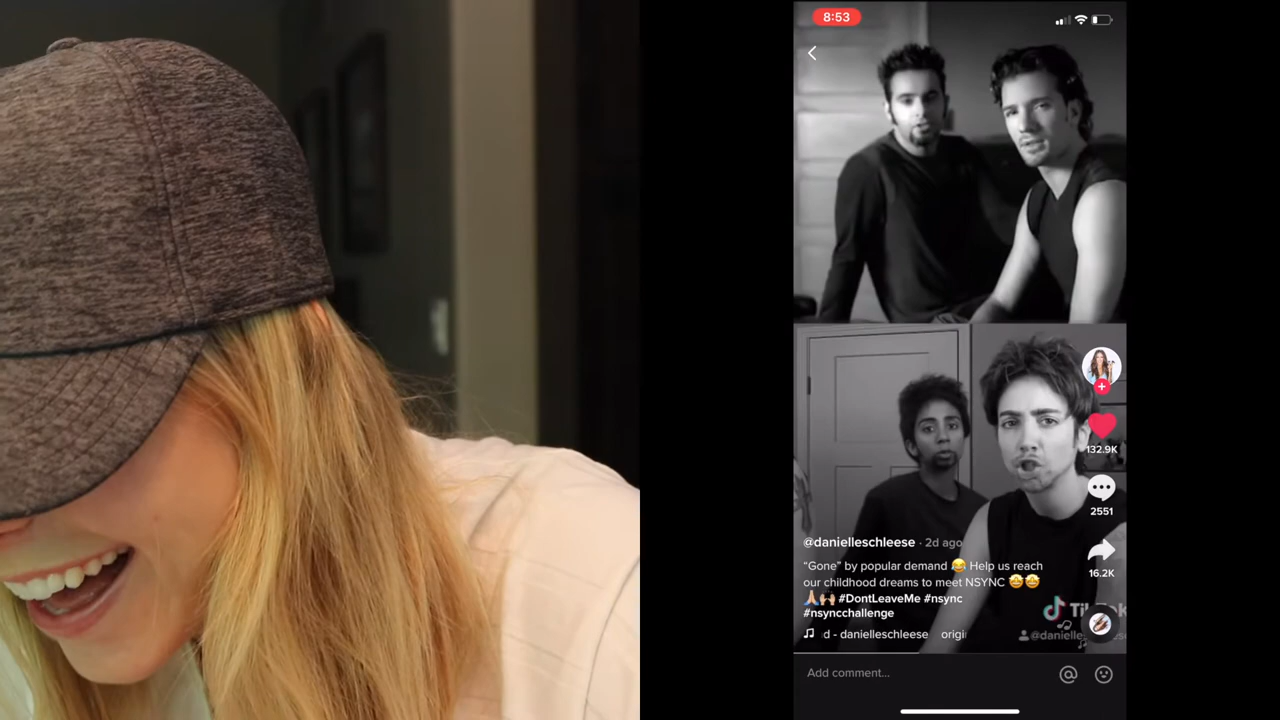 8:53
132.9K
2551
@danielleschleese · 2d ago
"Gone" by popular demand 😂 Help us reach
our childhood dreams to meet NSYNC 🤩🤩
🙏🏼🙌🏼 #DontLeaveMe #nsync
#nsyncchallenge
16.2K
d - danielleschleese origi
Add comment...